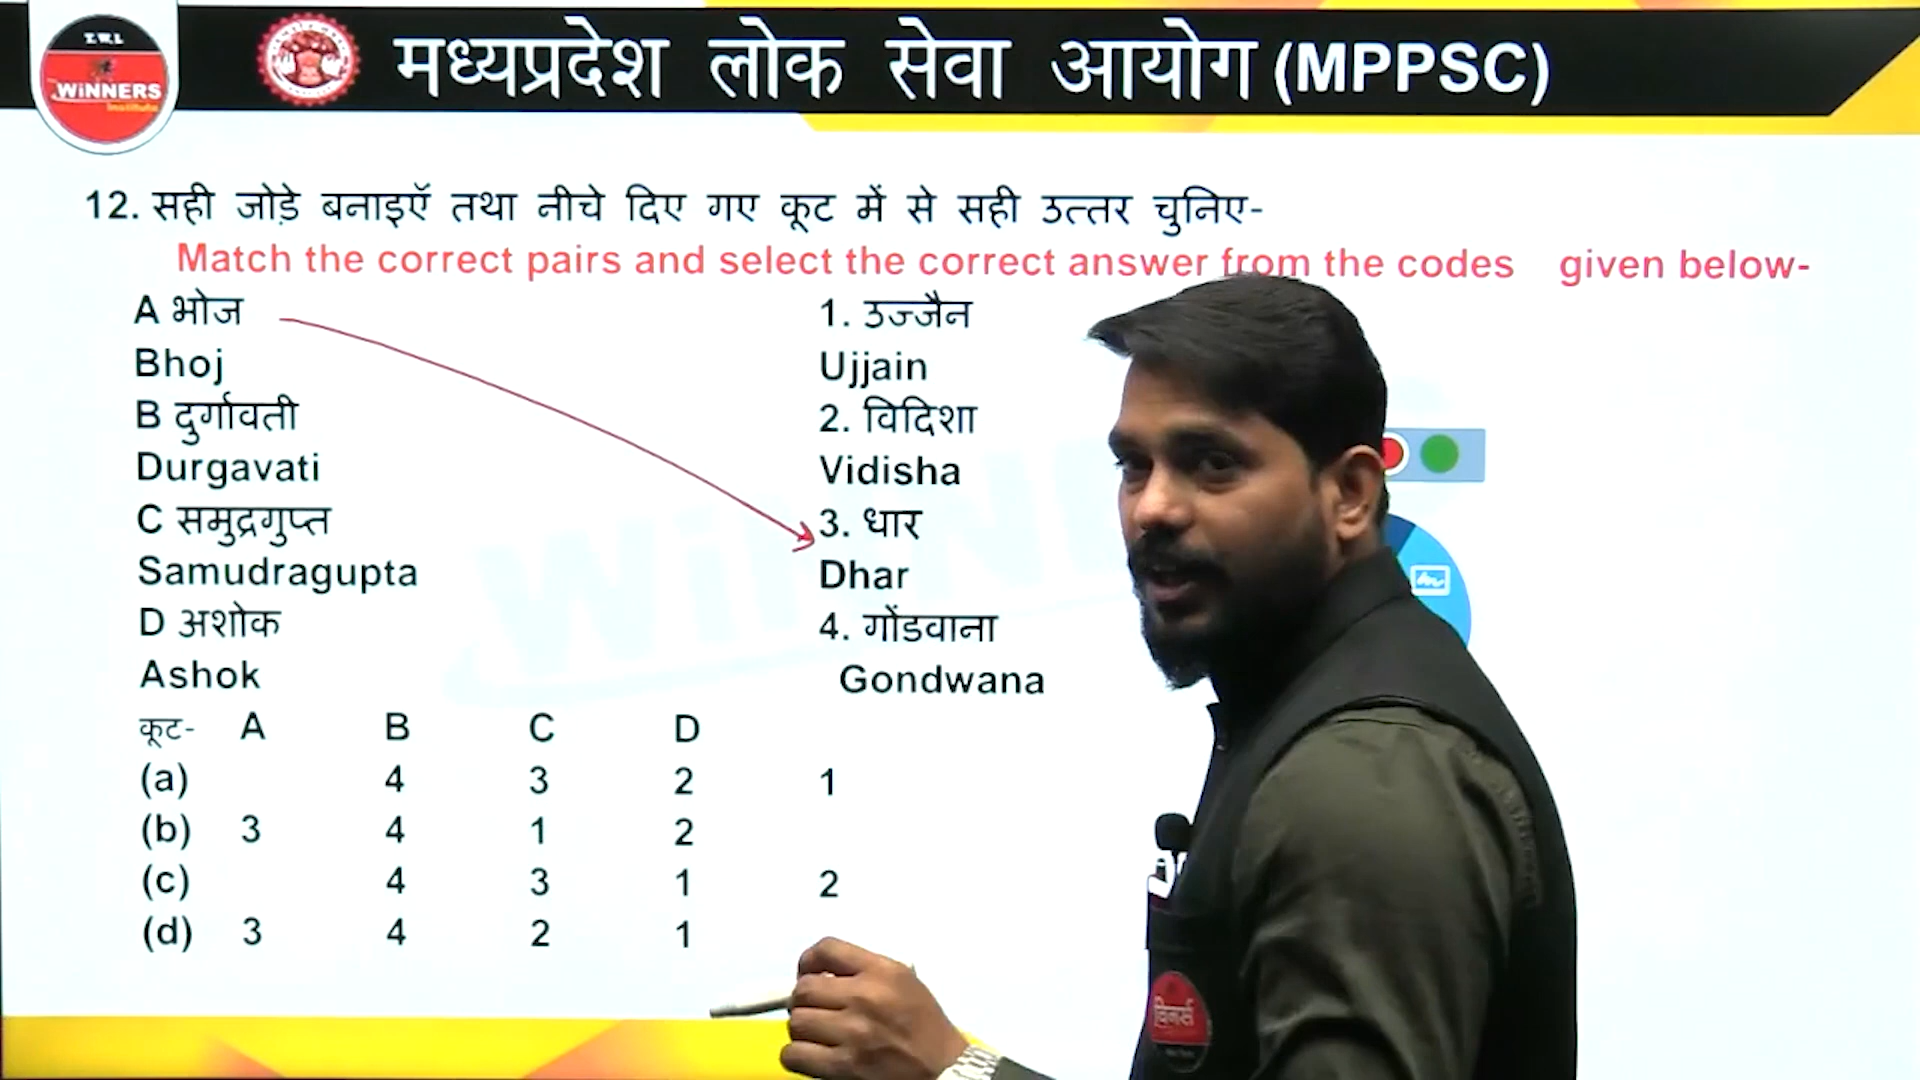 T.W.I.
WiNNERS
Institute
मध्यप्रदेश लोक सेवा आयोग (MPPSC)
12. सही जोड़े बनाइएँ तथा नीचे दिए गए कूट में से सही उत्तर चुनिए-
Match the correct pairs and select the correct answer from the codes given below-
A भोज 1. उज्जैन
Bhoj Ujjain
B दुर्गावती 2. विदिशा
Durgavati Vidisha
C समुद्रगुप्त 3. धार
Samudragupta Dhar
D अशोक 4. गोंडवाना
Ashok Gondwana
कूट- A B C D
(a) 4 3 2 1
(b) 3 4 1 2
(c) 4 3 1 2
(d) 3 4 2 1
विनर्स